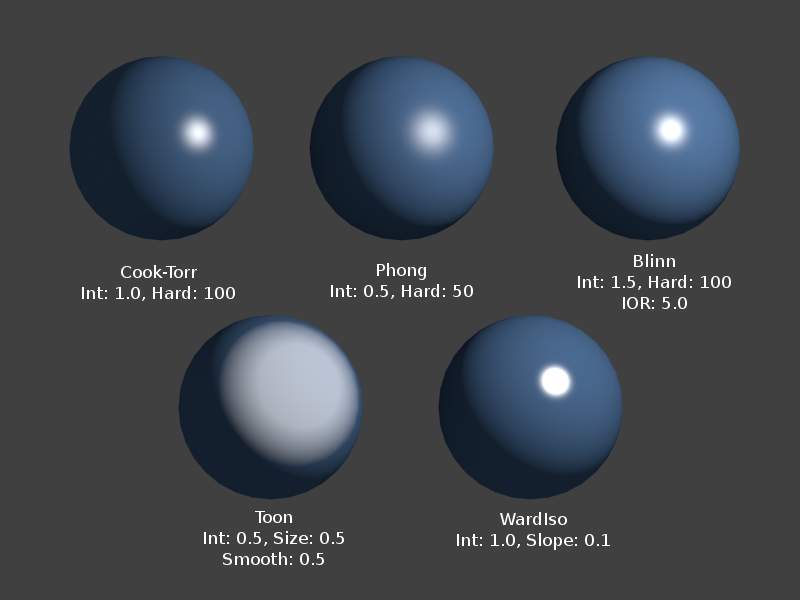 Cook-Torr
Int: 1.0, Hard: 100
Phong
Int: 0.5, Hard: 50
Blinn
Int: 1.5, Hard: 100
IOR: 5.0
Toon
Int: 0.5, Size: 0.5
Smooth: 0.5
WardIso
Int: 1.0, Slope: 0.1